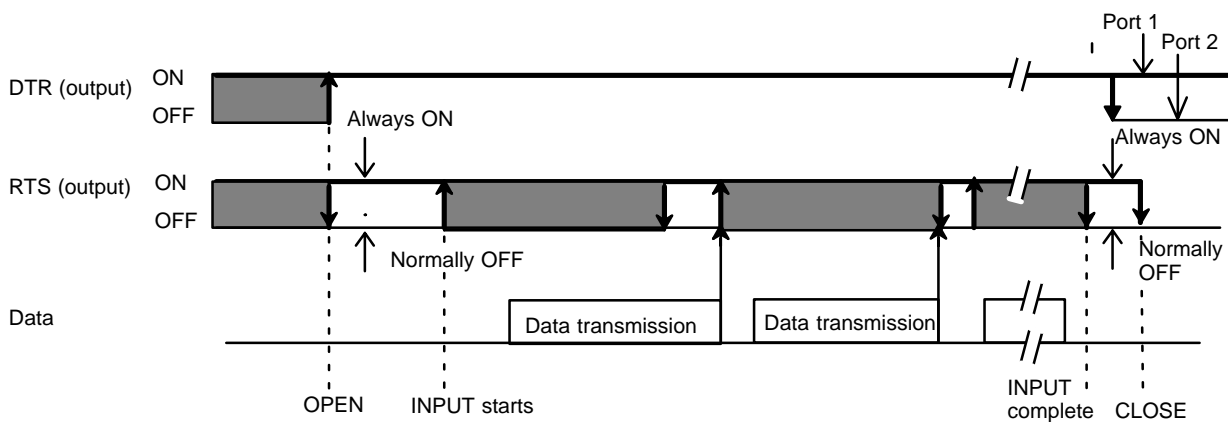 Port 1
Port 2
DTR (output)
ON
OFF
Always ON
Always ON
RTS (output)
ON
OFF
Normally OFF
Normally
OFF
Data
Data transmission
Data transmission
OPEN
INPUT starts
INPUT
complete
CLOSE